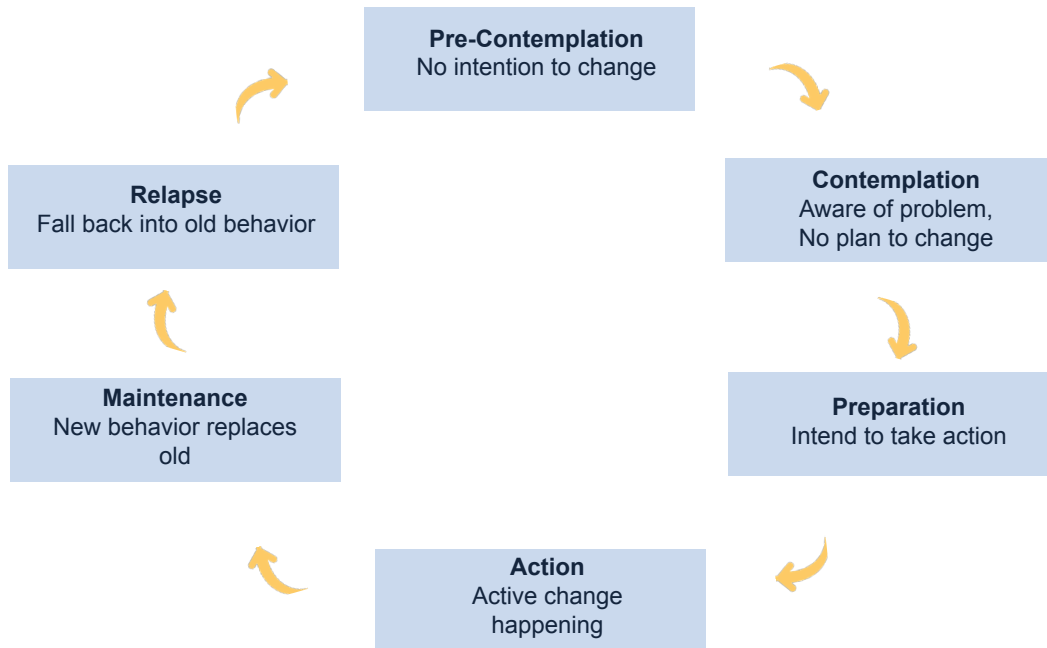 Pre-Contemplation
No intention to change
Contemplation
Aware of problem,
No plan to change
Preparation
Intend to take action
Action
Active change
happening
Maintenance
New behavior replaces
old
Relapse
Fall back into old behavior